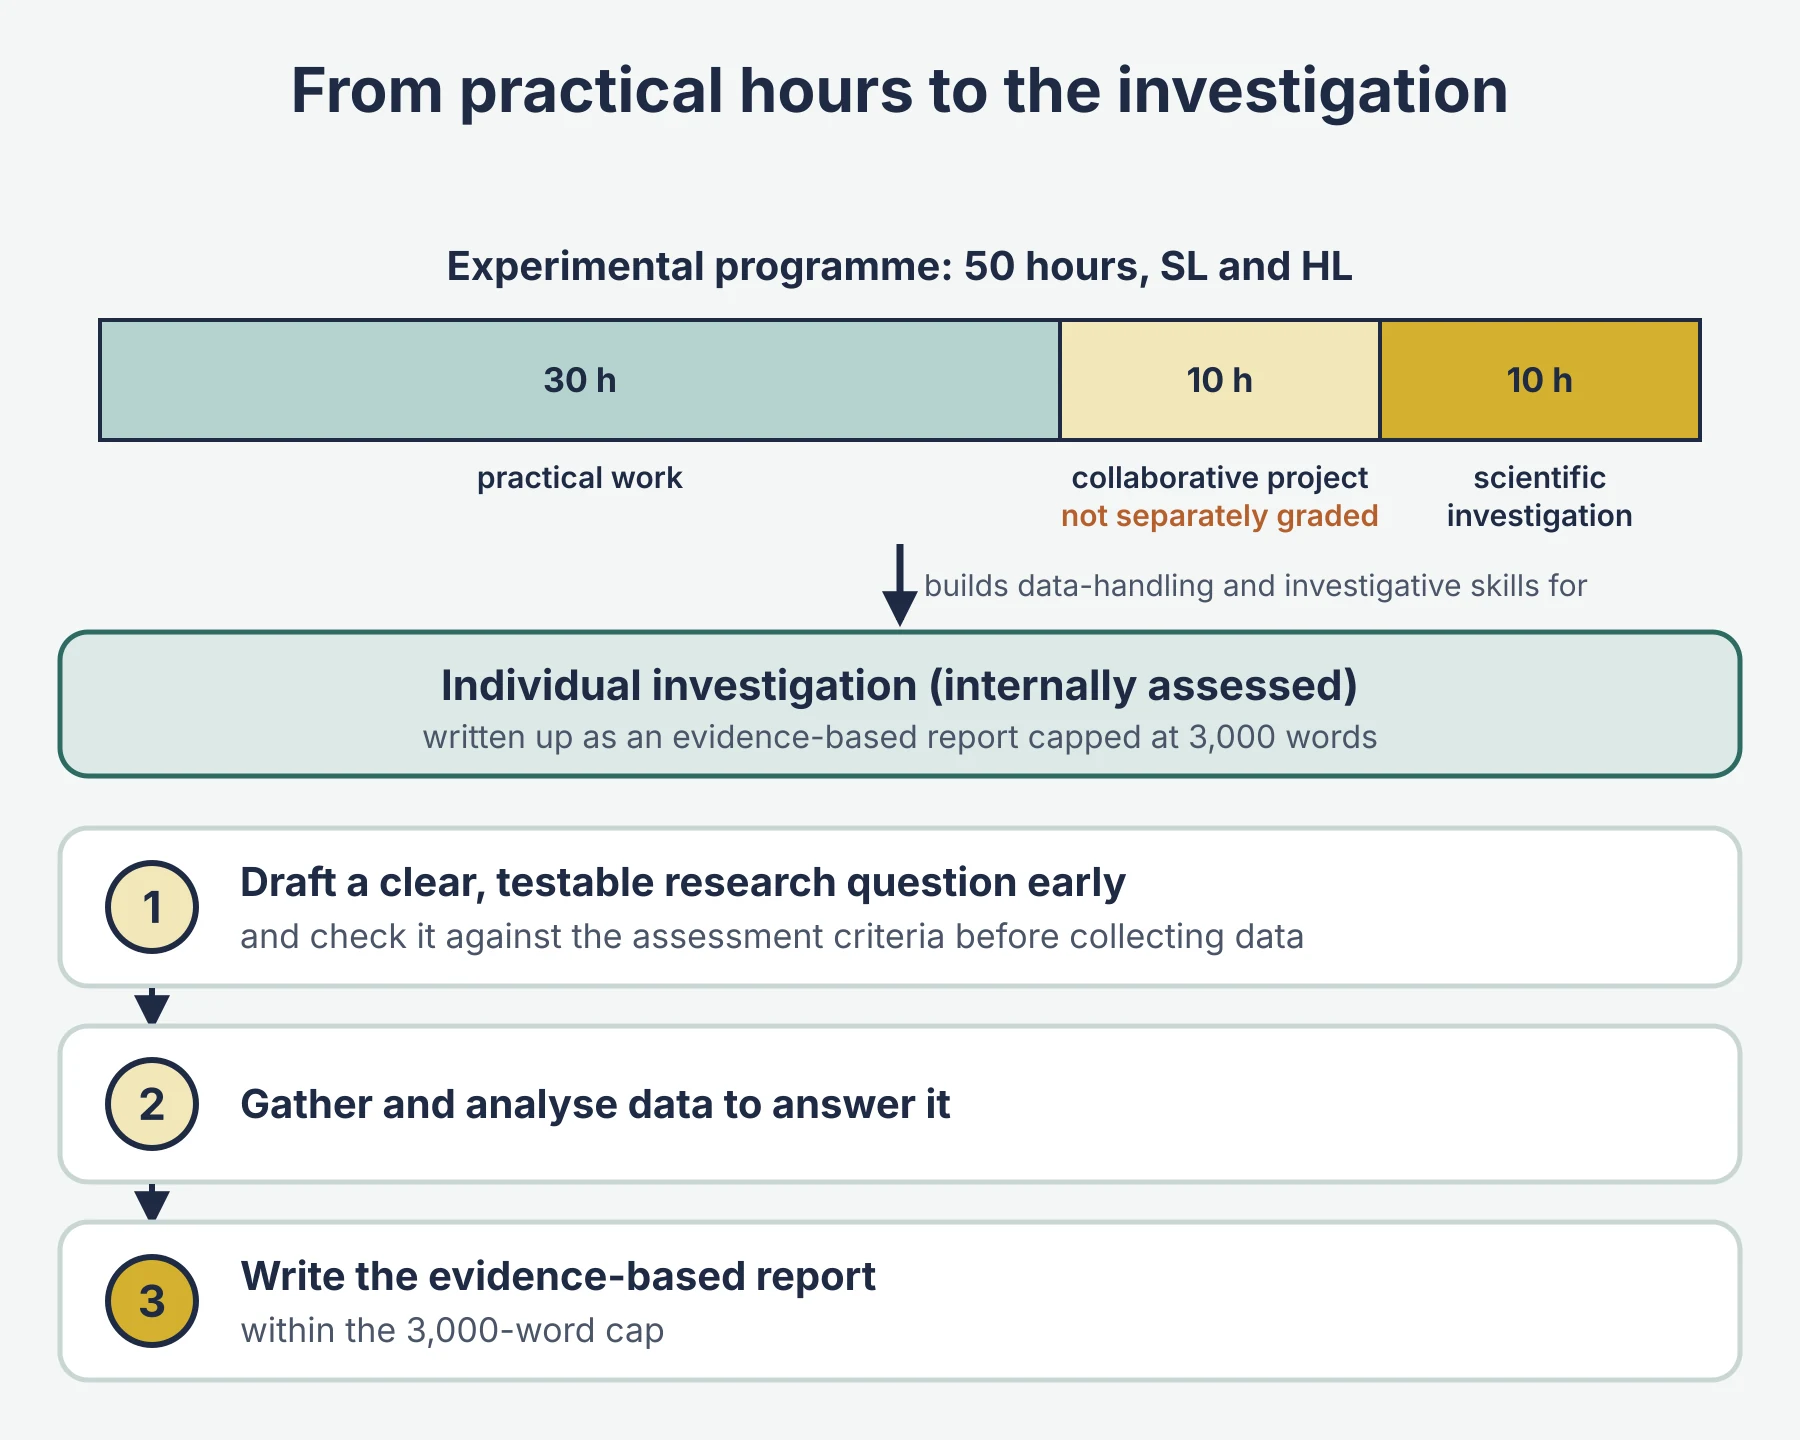 From practical hours to the investigation
Experimental programme: 50 hours, SL and HL
30 h
10 h
10 h
practical work
collaborative project
not separately graded
scientific
investigation
builds data-handling and investigative skills for
Individual investigation (internally assessed)
written up as an evidence-based report capped at 3,000 words
1
Draft a clear, testable research question early
and check it against the assessment criteria before collecting data
2
Gather and analyse data to answer it
3
Write the evidence-based report
within the 3,000-word cap